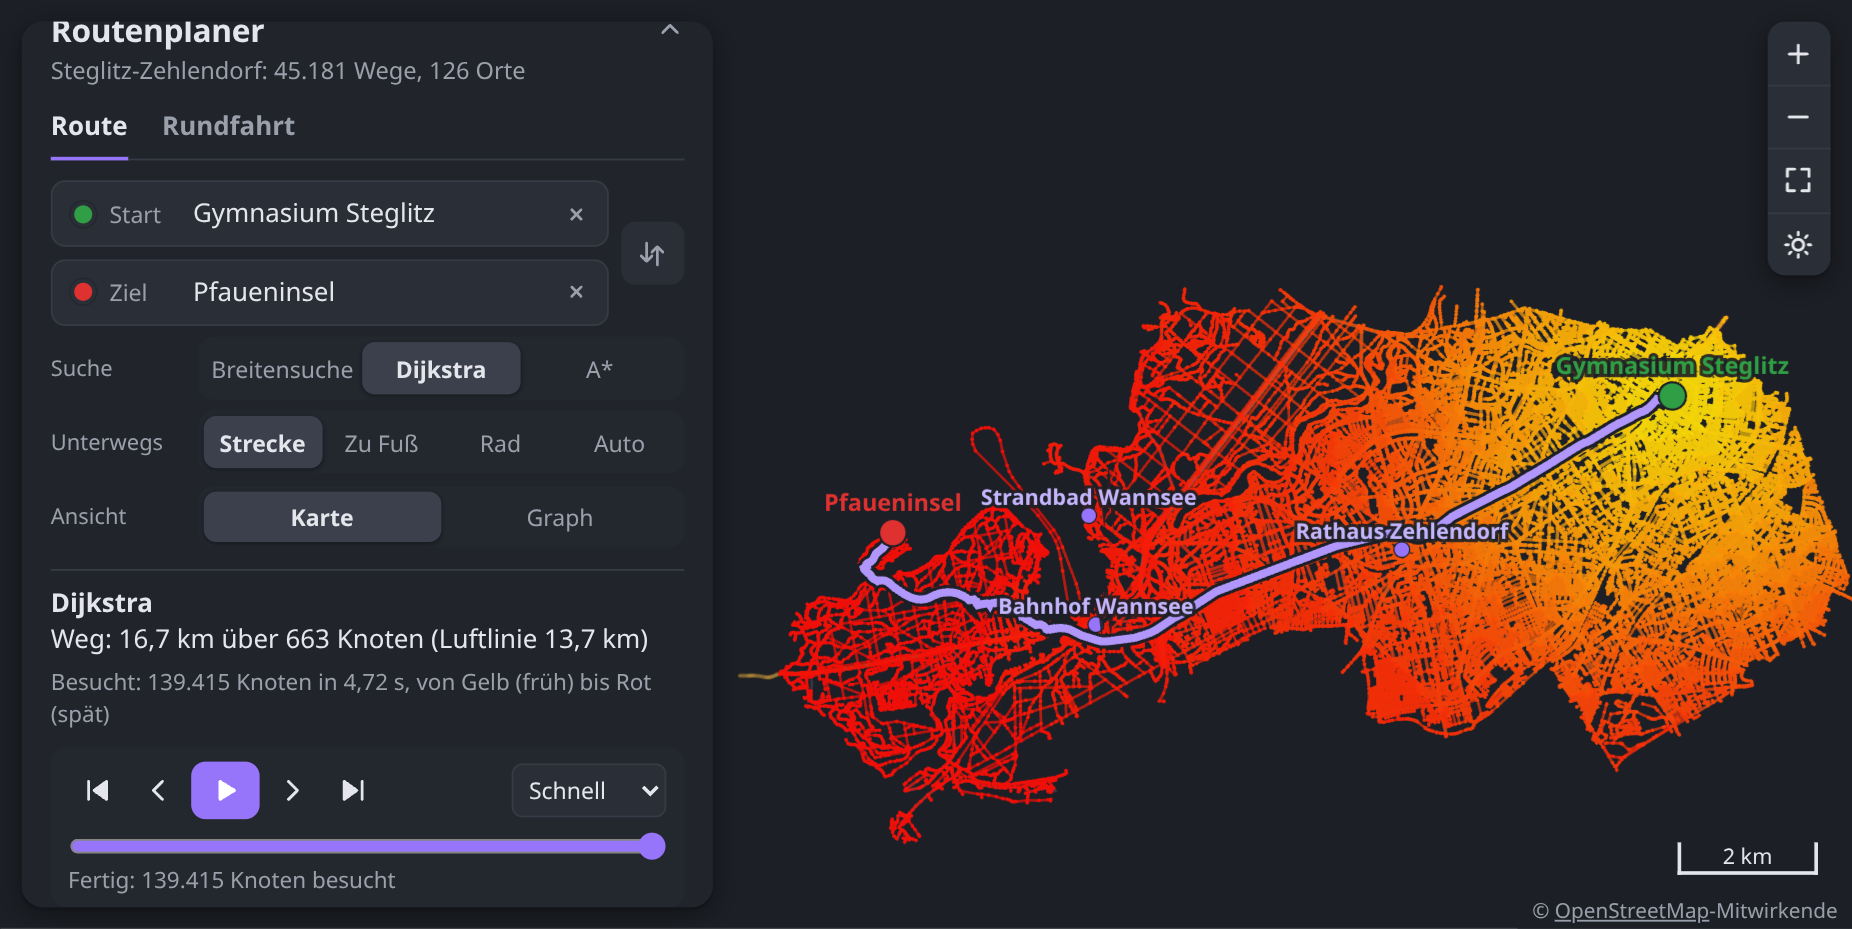 Routenplaner
Steglitz-Zehlendorf: 45.181 Wege, 126 Orte
Route Rundfahrt
Start Gymnasium Steglitz ×
Ziel Pfaueninsel ×
Suche Breitensuche Dijkstra A*
Unterwegs Strecke Zu Fuß Rad Auto
Ansicht Karte Graph
Dijkstra
Weg: 16,7 km über 663 Knoten (Luftlinie 13,7 km)
Besucht: 139.415 Knoten in 4,72 s, von Gelb (früh) bis Rot
(spät)
Schnell
Fertig: 139.415 Knoten besucht
Gymnasium Steglitz
Pfaueninsel
Strandbad Wannsee
Rathaus Zehlendorf
Bahnhof Wannsee
2 km
© OpenStreetMap-Mitwirkende